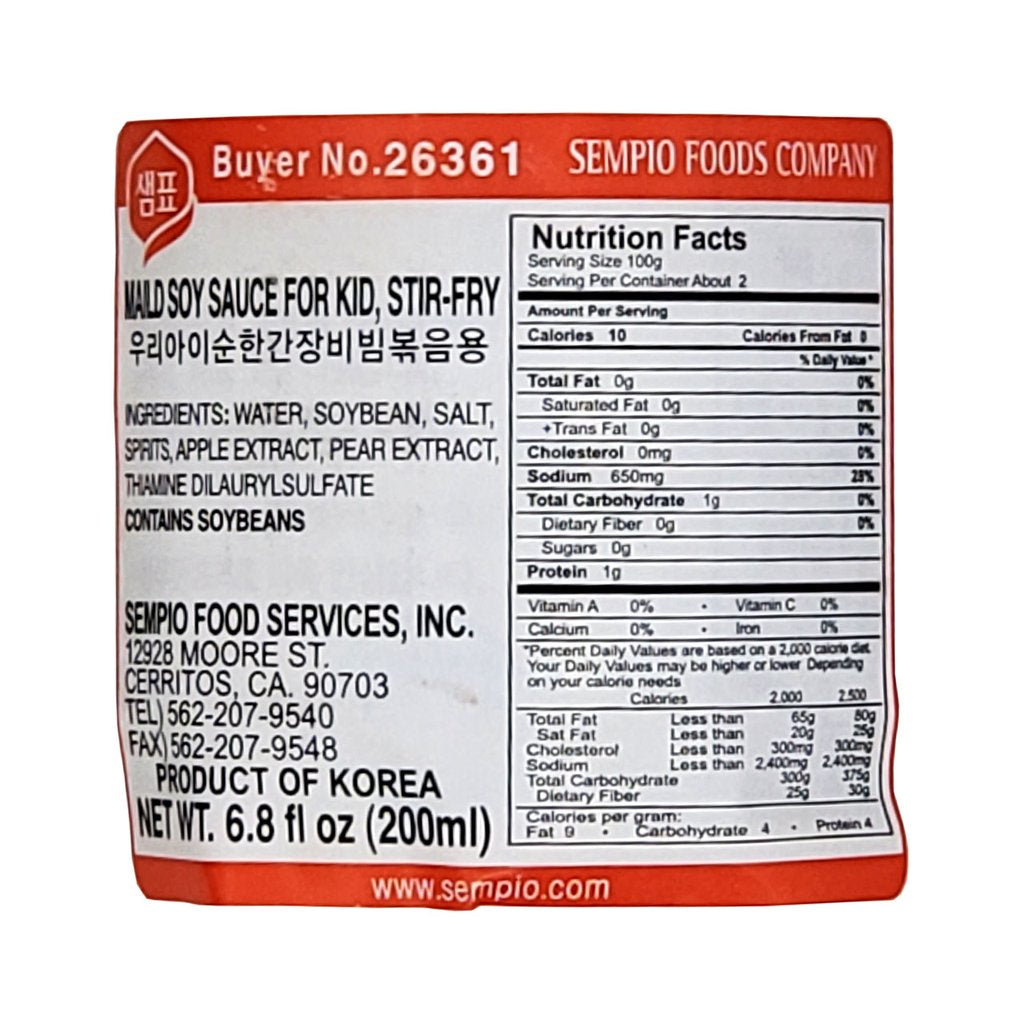 샘표
Buyer No.26361
SEMPIO FOODS COMPANY
MAILD SOY SAUCE FOR KID, STIR-FRY
우리아이순한간장비빔볶음용
INGREDIENTS: WATER, SOYBEAN, SALT,
SPIRITS, APPLE EXTRACT, PEAR EXTRACT,
THIAMINE DILAURYLSULFATE
CONTAINS SOYBEANS
SEMPIO FOOD SERVICES, INC.
12928 MOORE ST.
CERRITOS, CA. 90703
TEL) 562-207-9540
FAX) 562-207-9548
PRODUCT OF KOREA
NET WT. 6.8 fl oz (200ml)
Nutrition Facts
Serving Size 100g
Serving Per Container About 2
Amount Per Serving
Calories 10 Calories From Fat 0
% Daily Value*
Total Fat 0g 0%
Saturated Fat 0g 0%
+Trans Fat 0g 0%
Cholesterol 0mg 0%
Sodium 650mg 28%
Total Carbohydrate 1g 0%
Dietary Fiber 0g 0%
Sugars 0g
Protein 1g
Vitamin A 0% • Vitamin C 0%
Calcium 0% • Iron 0%
*Percent Daily Values are based on a 2,000 calorie diet.
Your Daily Values may be higher or lower Depending
on your calorie needs
Calories 2.000 2.500
Total Fat Less than 65g 80g
Sat Fat Less than 20g 25g
Cholesterol Less than 300mg 300mg
Sodium Less than 2,400mg 2,400mg
Total Carbohydrate 300g 375g
Dietary Fiber 25g 30g
Calories per gram:
Fat 9 • Carbohydrate 4 • Protein 4
www.sempio.com